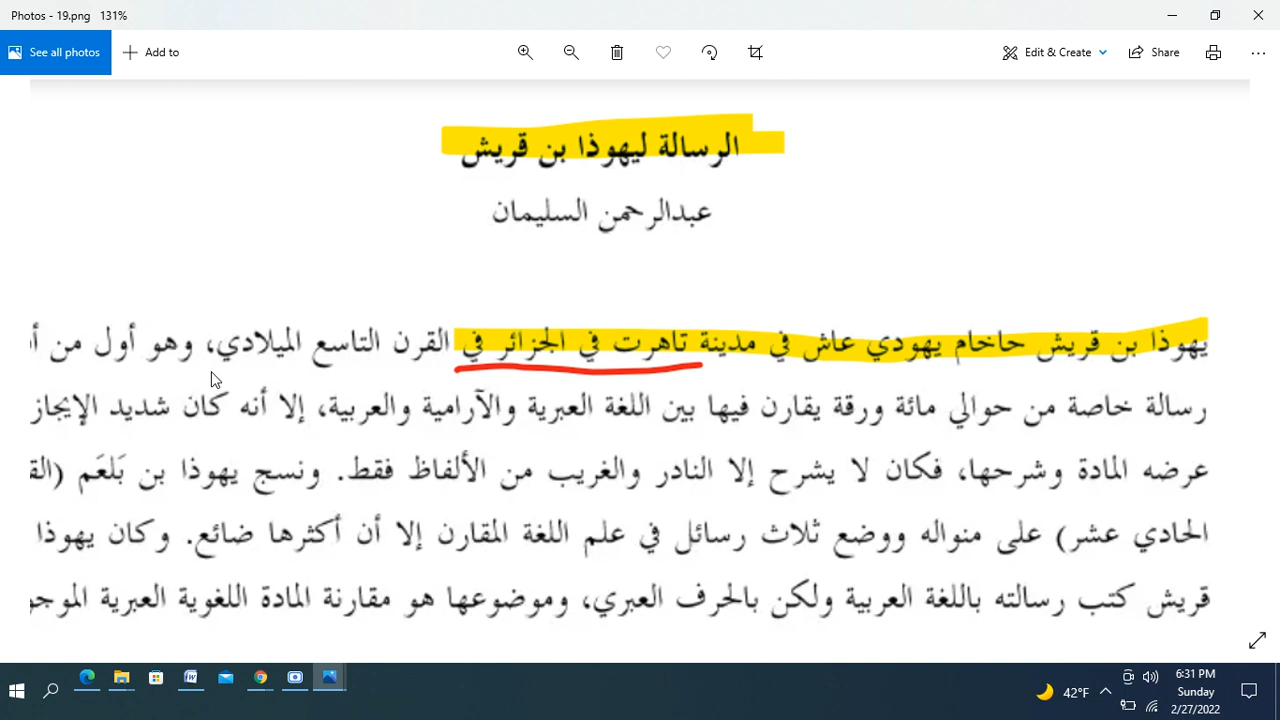 Photos - 19.png   131%
See all photos
Add to
Edit & Create
Share
الرسالة ليهوذا بن قريش
عبدالرحمن السليمان
يهوذا بن قريش حاخام يهودي عاش في مدينة تاهرت في الجزائر في القرن التاسع الميلادي، وهو أول من
رسالة خاصة من حوالي مائة ورقة يقارن فيها بين اللغة العبرية والآرامية والعربية، إلا أنه كان شديد الإيجاز
عرضه المادة وشرحها، فكان لا يشرح إلا النادر والغريب من الألفاظ فقط. ونسج يهوذا بن بَلعَم (
الحادي عشر) على منواله ووضع ثلاث رسائل في علم اللغة المقارن إلا أن أكثرها ضائع. وكان يهوذا
قريش كتب رسالته باللغة العربية ولكن بالحرف العبري، وموضوعها هو مقارنة المادة اللغوية العبرية
6:31 PM
42°F
Sunday
2/27/2022